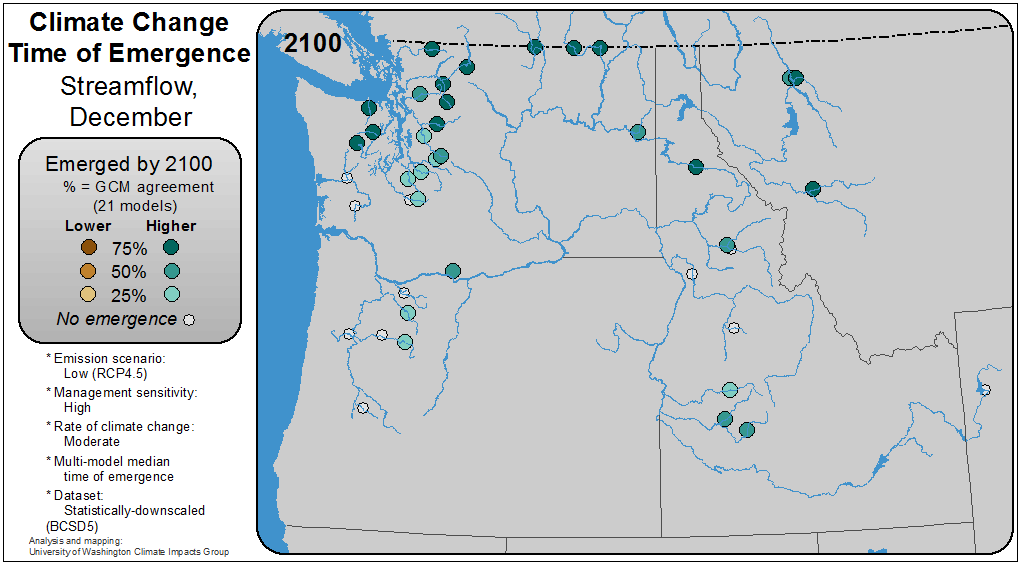 Climate Change
Time of Emergence
Streamflow,
December
2100
Emerged by 2100
% = GCM agreement
(21 models)
Lower Higher
75%
50%
25%
No emergence
* Emission scenario:
Low (RCP4.5)
* Management sensitivity:
High
* Rate of climate change:
Moderate
* Multi-model median
time of emergence
* Dataset:
Statistically-downscaled
(BCSD5)
Analysis and mapping:
University of Washington Climate Impacts Group